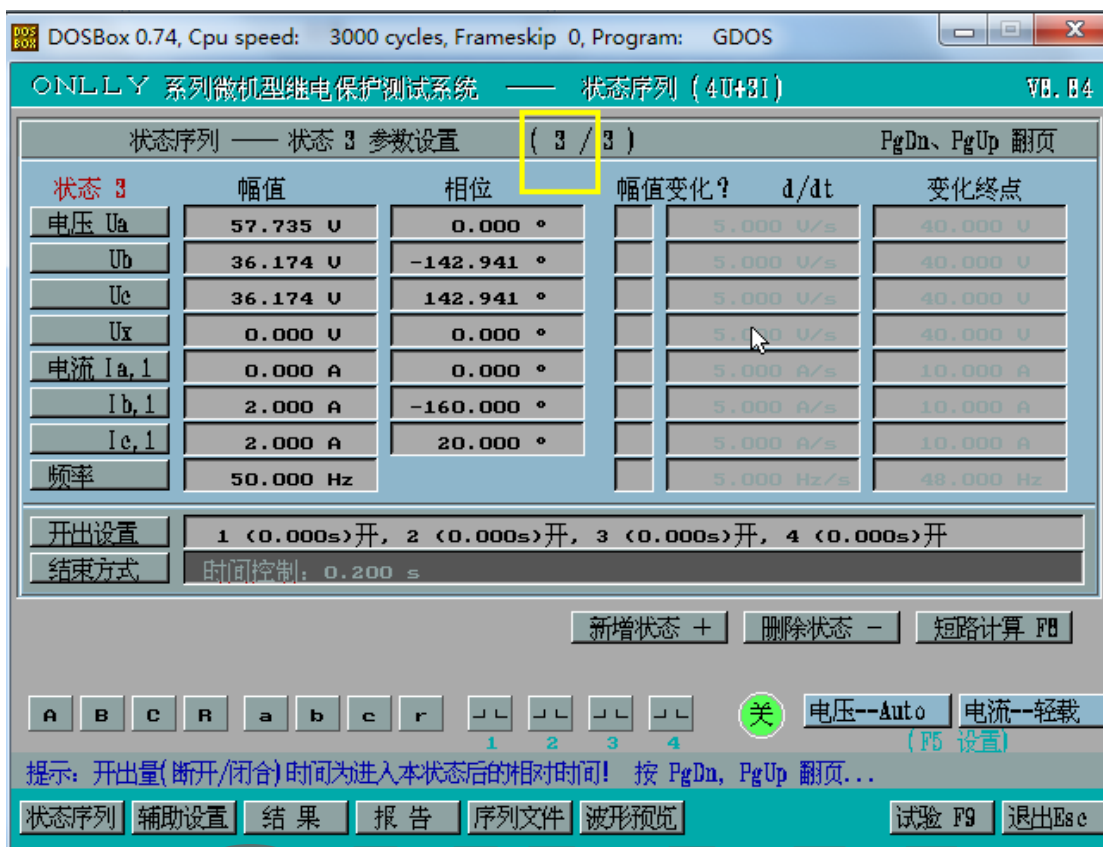 DOSBox 0.74, Cpu speed: 3000 cycles, Frameskip 0, Program: GDOS
ONLLY 系列微机型继电保护测试系统 —— 状态序列 (4U+3I) V8.04
状态序列 —— 状态 3 参数设置 ( 3 / 3 ) PgDn、PgUp 翻页
状态 3 幅值 相位 幅值变化? d/dt 变化终点
电压 Ua 57.735 V 0.000 ° 5.000 V/s 40.000 V
Ub 36.174 V -142.941 ° 5.000 V/s 40.000 V
Uc 36.174 V 142.941 ° 5.000 V/s 40.000 V
Ux 0.000 V 0.000 ° V/s 40.000 V
电流 Ia,1 0.000 A 0.000 ° 5.000 A/s 10.000 A
Ib,1 2.000 A -160.000 ° 5.000 A/s 10.000 A
Ic,1 2.000 A 20.000 ° 5.000 A/s 10.000 A
频率 50.000 Hz 5.000 Hz/s 48.000 Hz
开出设置 1 (0.000s)开, 2 (0.000s)开, 3 (0.000s)开, 4 (0.000s)开
结束方式 时间控制: 0.200 s
新增状态 + 删除状态 - 短路计算 F8
A B C R a b c r 关 电压--Auto 电流--轻载
1 2 3 4 (F5 设置)
提示: 开出量(断开/闭合)时间为进入本状态后的相对时间! 按 PgDn, PgUp 翻页...
状态序列 辅助设置 结 果 报 告 序列文件 波形预览 试验 F9 退出Esc